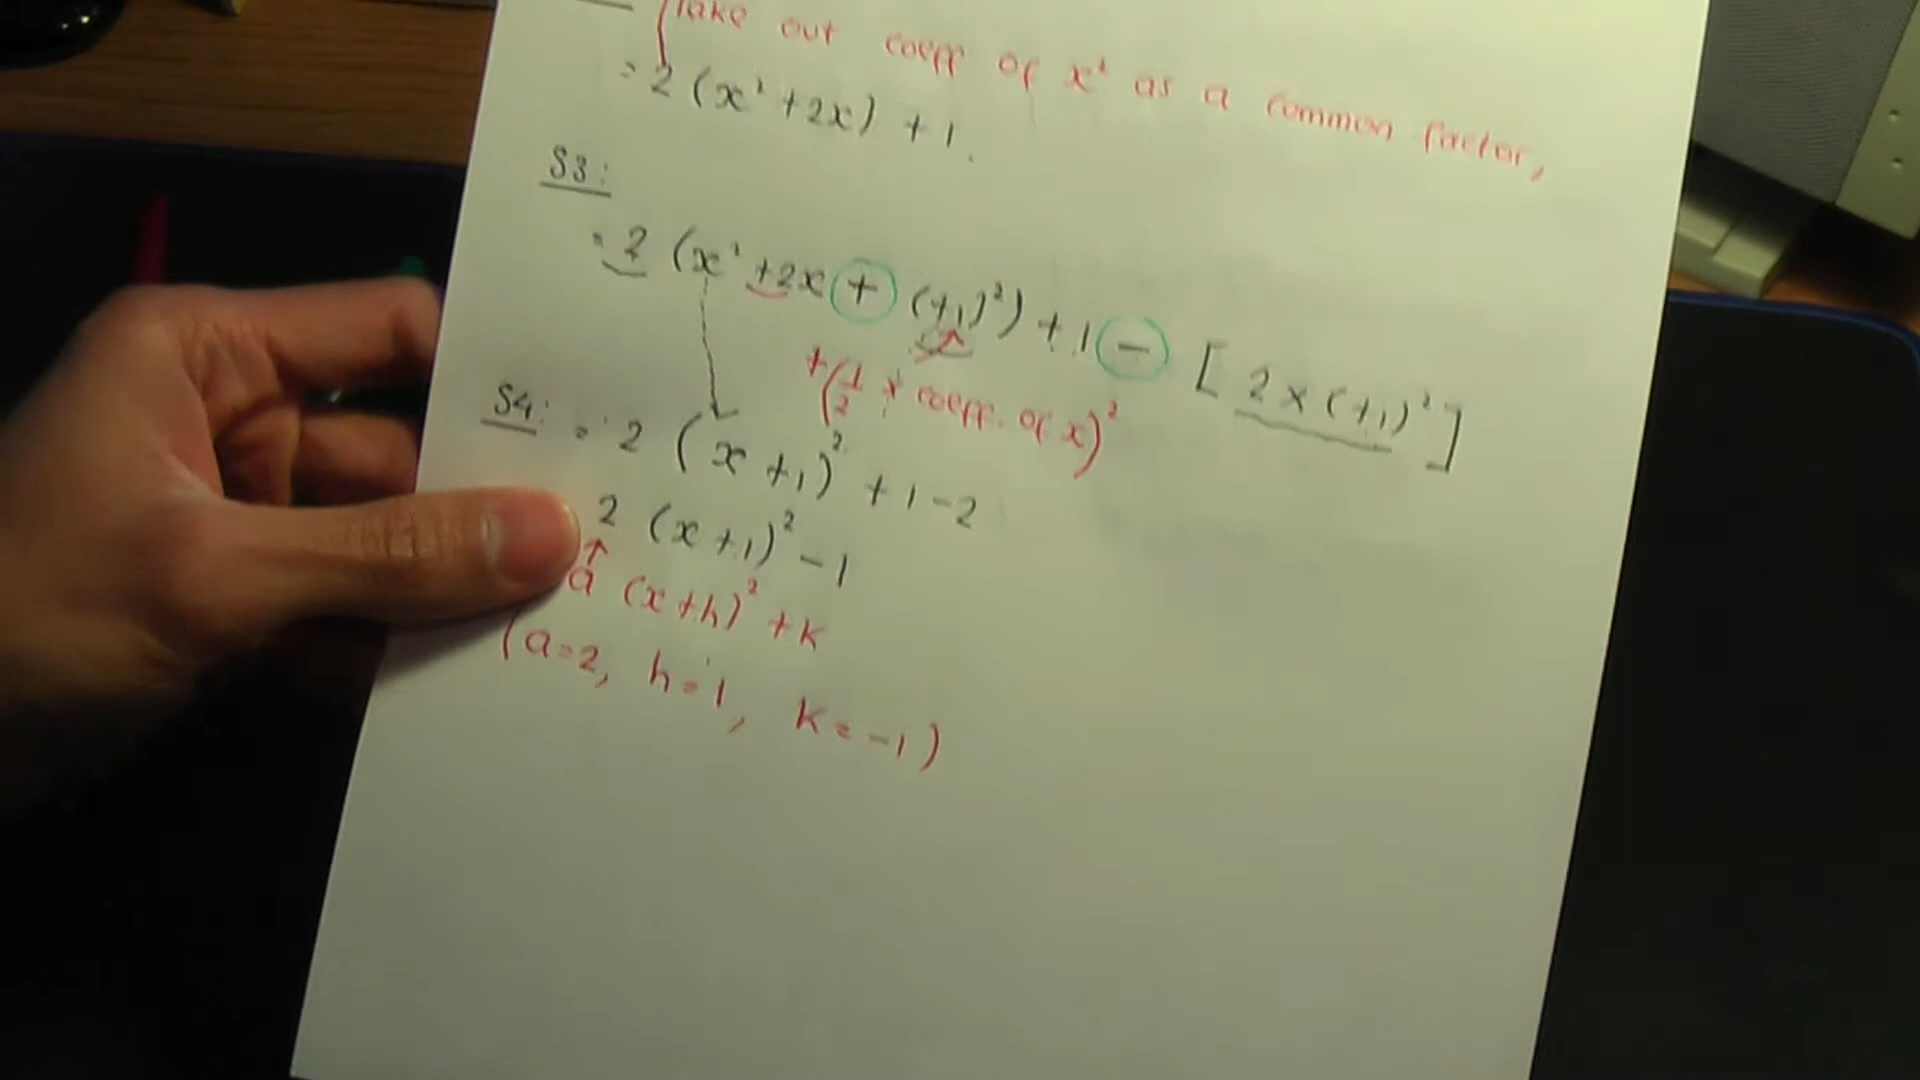 Take out coeff of x² as a common factor,
= 2 (x² + 2x) + 1.
S3:
= 2 (x² + 2x + (+1)²) + 1 - [2 × (+1)²]
+(1/2 × coeff. of x)²
S4: = 2 (x + 1)² + 1 - 2
2 (x + 1)² - 1
a (x + h)² + k
(a = 2, h = 1, k = -1)